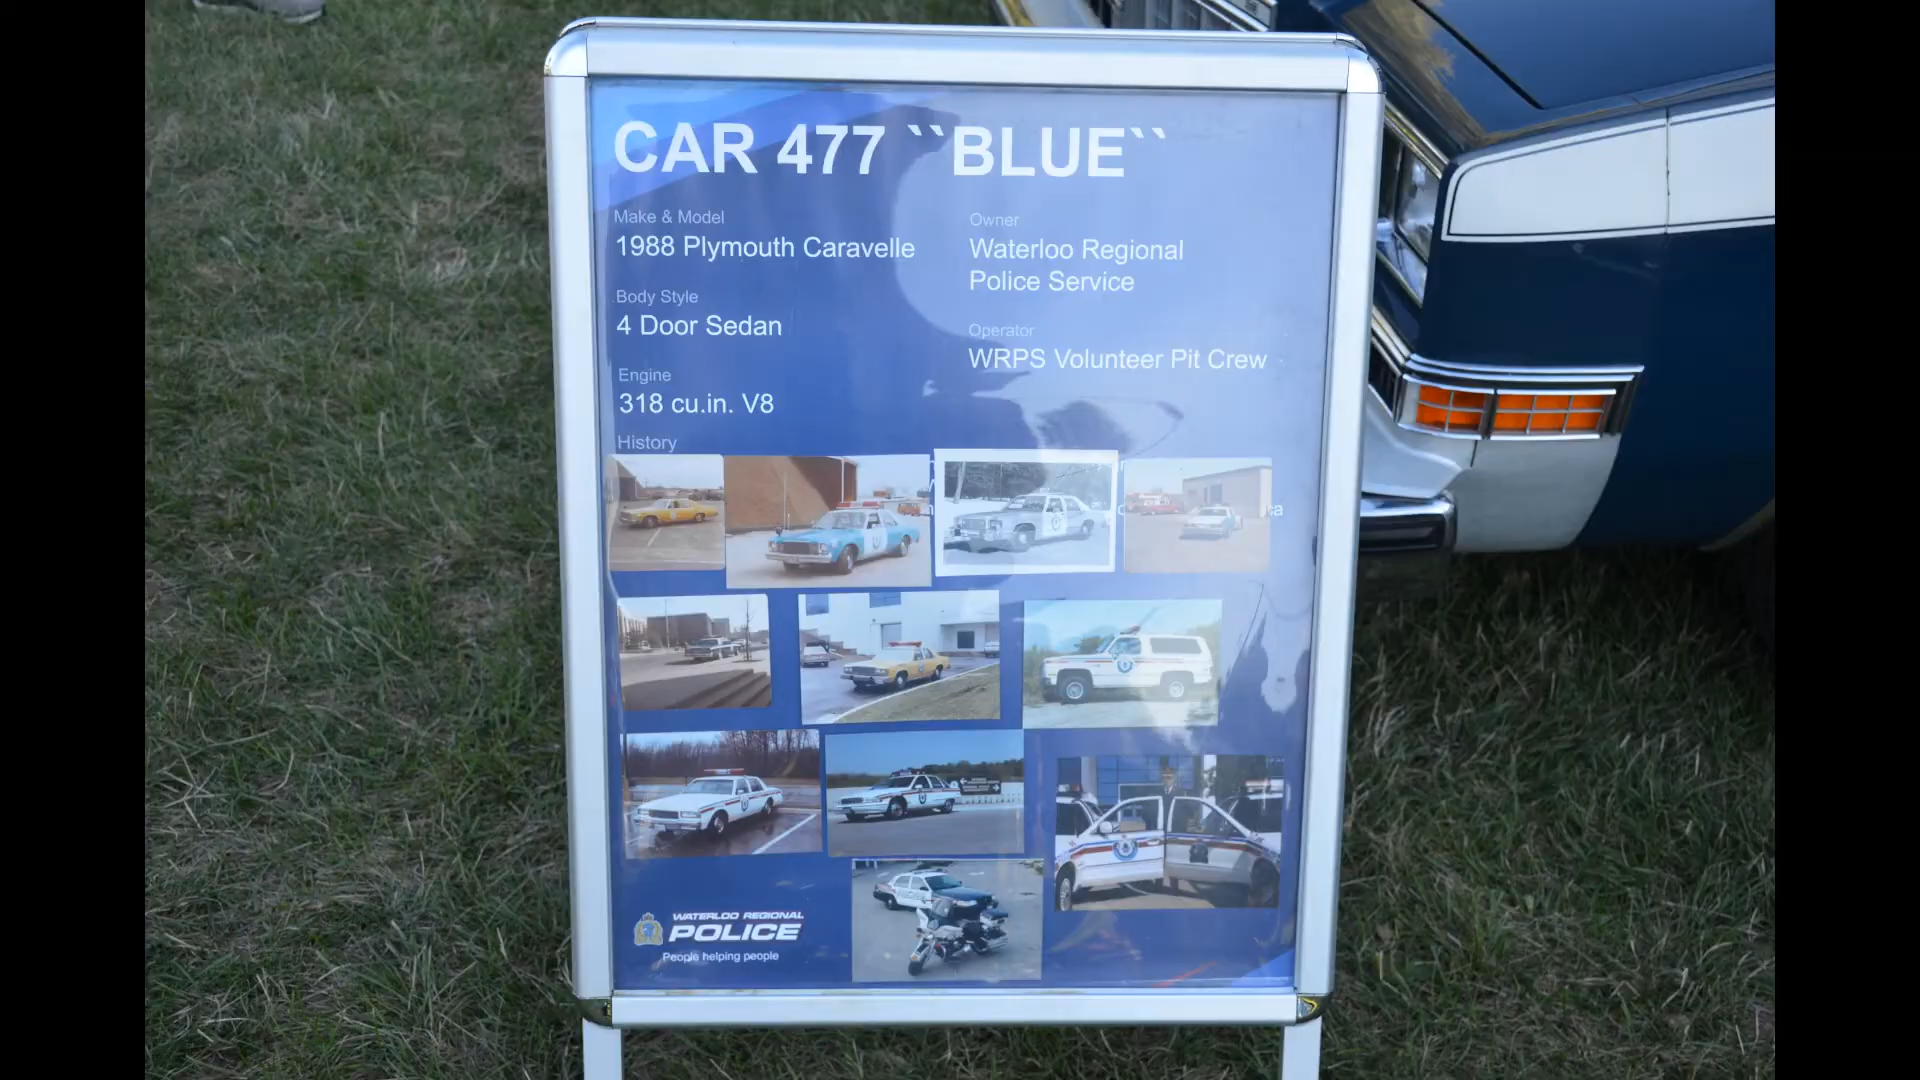 CAR 477 ``BLUE``
Make & Model
1988 Plymouth Caravelle
Owner
Waterloo Regional
Police Service
Body Style
4 Door Sedan
Operator
WRPS Volunteer Pit Crew
Engine
318 cu.in. V8
History
WATERLOO REGIONAL
POLICE
People helping people